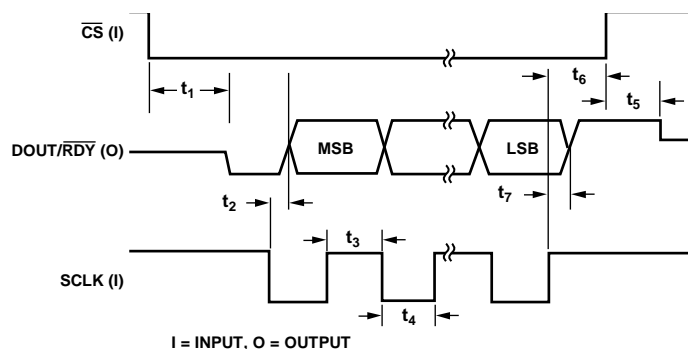 CS (I)
t6
t1
t5
DOUT/RDY (O)
MSB
LSB
t2
t7
t3
SCLK (I)
t4
I = INPUT, O = OUTPUT